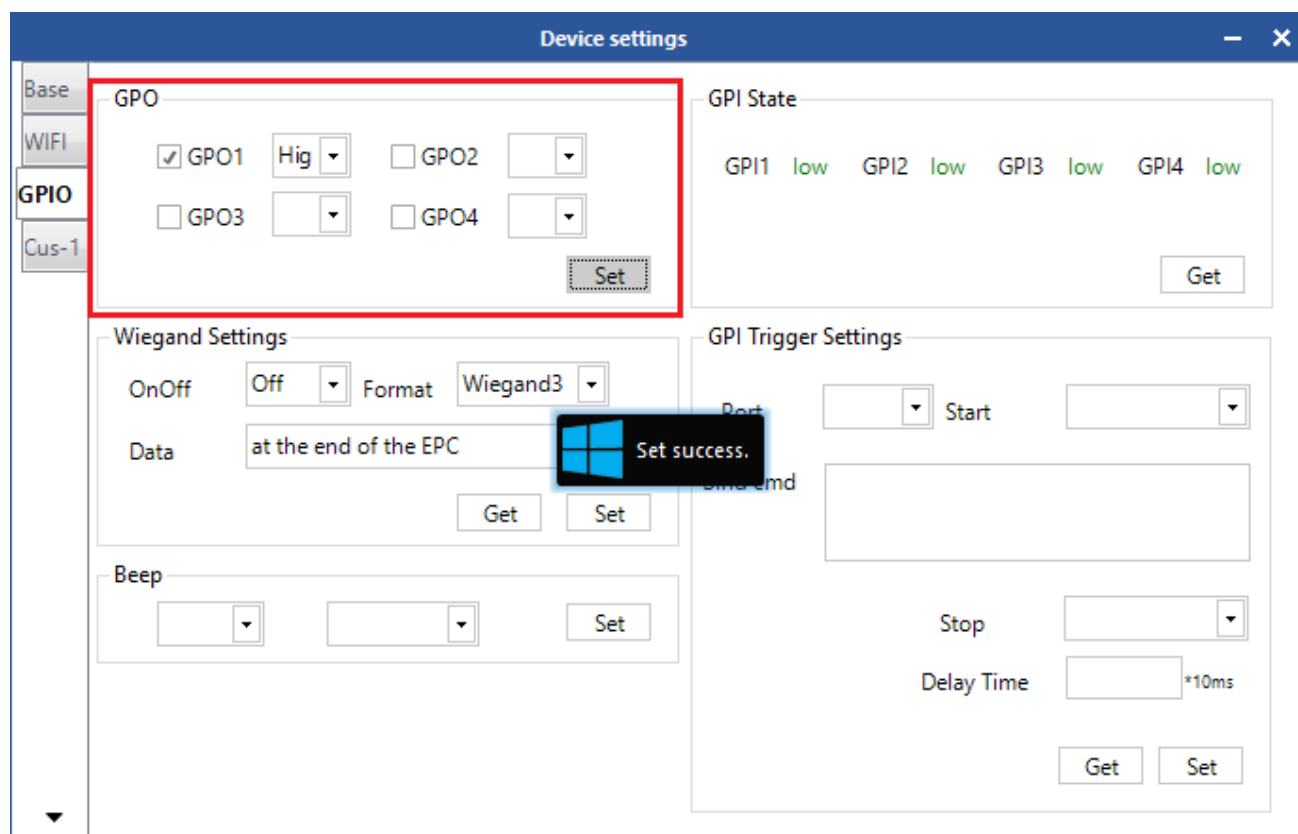 Device settings
Base
WIFI
GPIO
Cus-1
GPO
GPO1 Hig GPO2
GPO3 GPO4
Set
GPI State
GPI1 low GPI2 low GPI3 low GPI4 low
Get
Wiegand Settings
OnOff Off Format Wiegand3
Data at the end of the EPC
Get Set
Set success.
Beep
Set
GPI Trigger Settings
Port Start
cmd
Stop
Delay Time *10ms
Get Set